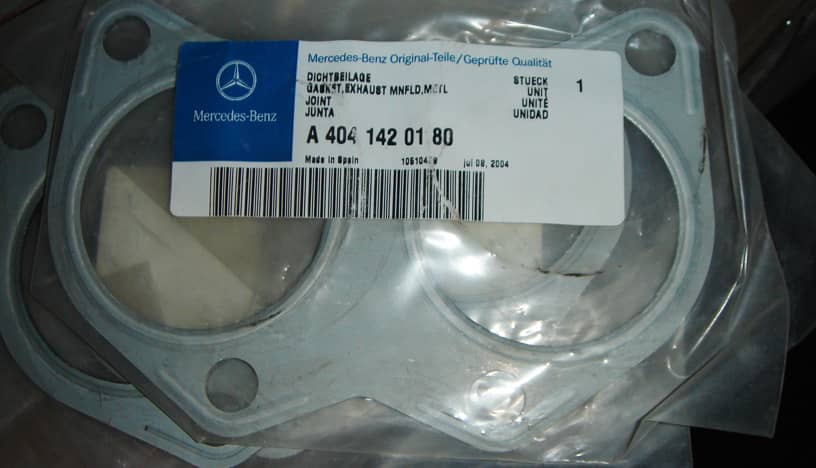 Mercedes-Benz
Mercedes-Benz Original-Teile/Geprüfte Qualität
DICHTBEILAGE STUECK 1
GASKET,EXHAUST MNFLD,METL UNIT
JOINT UNITÉ
JUNTA UNIDAD
A 404 142 01 80
Made in Spain Jul 09, 2004